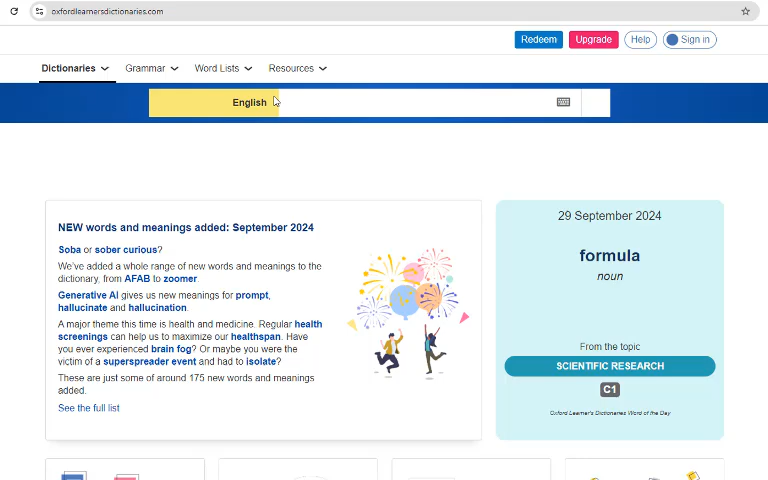 oxfordlearnersdictionaries.com
Redeem
Upgrade
Help
Sign in
Dictionaries
Grammar
Word Lists
Resources
English
NEW words and meanings added: September 2024
Soba or sober curious?
We've added a whole range of new words and meanings to the
dictionary, from AFAB to zoomer.
Generative AI gives us new meanings for prompt,
hallucinate and hallucination.
A major theme this time is health and medicine. Regular health
screenings can help us to maximize our healthspan. Have
you ever experienced brain fog? Or maybe you were the
victim of a superspreader event and had to isolate?
These are just some of around 175 new words and meanings
added.
See the full list
29 September 2024
formula
noun
From the topic
SCIENTIFIC RESEARCH
C1
Oxford Learner's Dictionaries Word of the Day